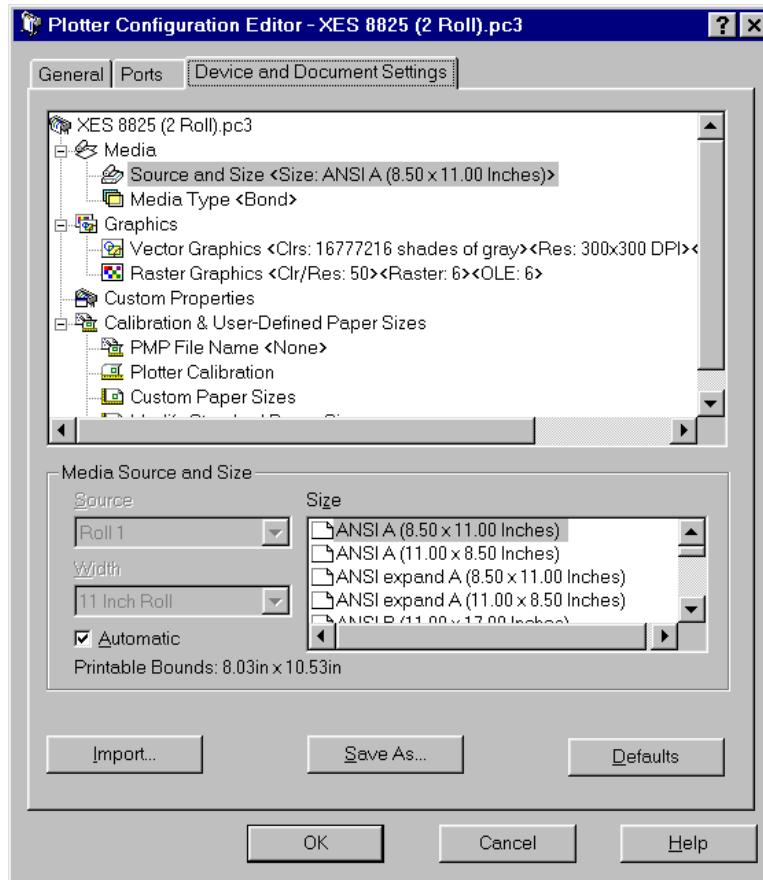 Plotter Configuration Editor - XES 8825 (2 Roll).pc3
General Ports Device and Document Settings
XES 8825 (2 Roll).pc3
Media
Source and Size <Size: ANSI A (8.50 x 11.00 Inches)>
Media Type <Bond>
Graphics
Vector Graphics <Clrs: 16777216 shades of gray><Res: 300x300 DPI><
Raster Graphics <Clr/Res: 50><Raster: 6><OLE: 6>
Custom Properties
Calibration & User-Defined Paper Sizes
PMP File Name <None>
Plotter Calibration
Custom Paper Sizes
Media Source and Size
Source
Roll 1
Width
11 Inch Roll
Automatic
Printable Bounds: 8.03in x 10.53in
Size
ANSI A (8.50 x 11.00 Inches)
ANSI A (11.00 x 8.50 Inches)
ANSI expand A (8.50 x 11.00 Inches)
ANSI expand A (11.00 x 8.50 Inches)
ANSI B (11.00 x 17.00 Inches)
Import...
Save As...
Defaults
OK
Cancel
Help